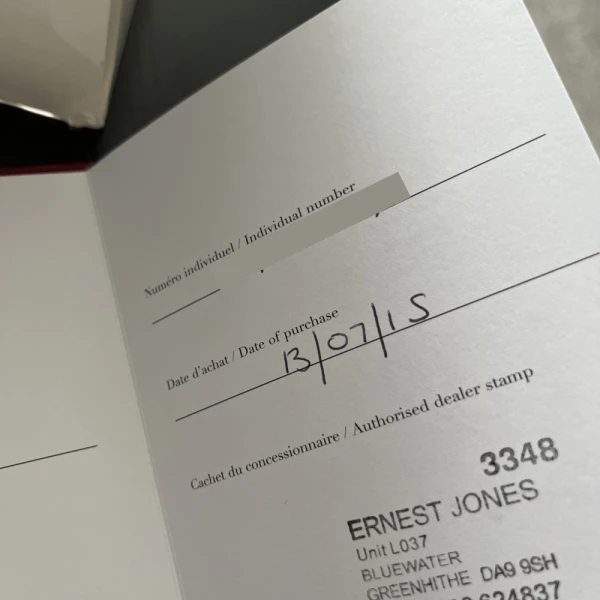 Numéro individuel / Individual number
Date d'achat / Date of purchase
13/07/15
Cachet du concessionnaire / Authorised dealer stamp
3348
ERNEST JONES
Unit L037
BLUEWATER
GREENHITHE DA9 9SH
624837